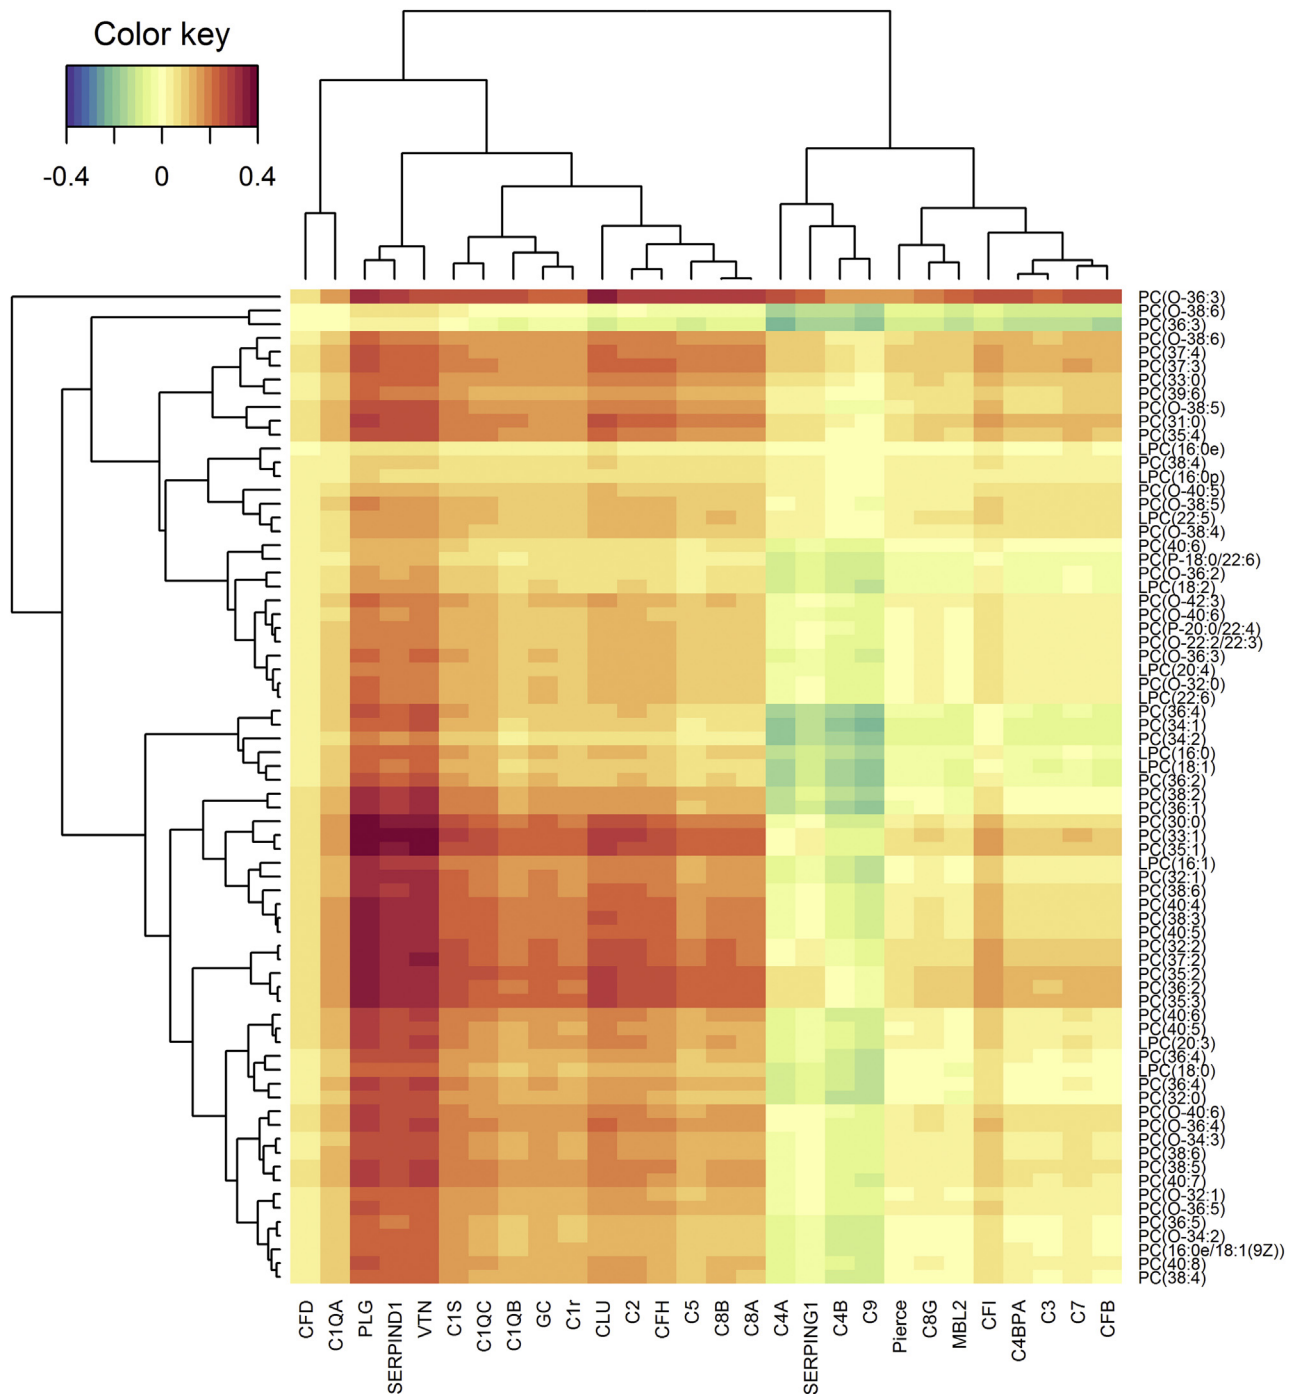 Color key
-0.4 0 0.4
PC(O-36:3)
PC(O-38:6)
PC(36:3)
PC(O-38:6)
PC(37:4)
PC(37:3)
PC(33:0)
PC(39:6)
PC(O-38:5)
PC(31:0)
PC(35:4)
LPC(16:0e)
PC(38:4)
LPC(16:0p)
PC(O-40:5)
PC(O-38:5)
LPC(22:5)
PC(O-38:4)
PC(40:6)
PC(P-18:0/22:6)
PC(O-36:2)
LPC(18:2)
PC(O-42:3)
PC(O-40:6)
PC(P-20:0/22:4)
PC(O-22:2/22:3)
PC(O-36:3)
LPC(20:4)
PC(O-32:0)
LPC(22:6)
PC(36:4)
PC(34:1)
PC(34:2)
LPC(16:0)
LPC(18:1)
PC(36:2)
PC(38:2)
PC(36:1)
PC(30:0)
PC(33:1)
PC(35:1)
LPC(16:1)
PC(32:1)
PC(38:6)
PC(40:4)
PC(38:3)
PC(40:5)
PC(32:2)
PC(37:2)
PC(35:2)
PC(36:2)
PC(35:3)
PC(40:6)
PC(40:5)
LPC(20:3)
PC(36:4)
LPC(18:0)
PC(36:4)
PC(32:0)
PC(O-40:6)
PC(O-36:4)
PC(O-34:3)
PC(38:6)
PC(38:5)
PC(40:7)
PC(O-32:1)
PC(O-36:5)
PC(36:5)
PC(O-34:2)
PC(16:0e/18:1(9Z))
PC(40:8)
PC(38:4)
CFD
C1QA
PLG
SERPIND1
VTN
C1S
C1QC
C1QB
GC
C1r
CLU
C2
CFH
C5
C8B
C8A
C4A
SERPING1
C4B
C9
Pierce
C8G
MBL2
CFI
C4BPA
C3
C7
CFB